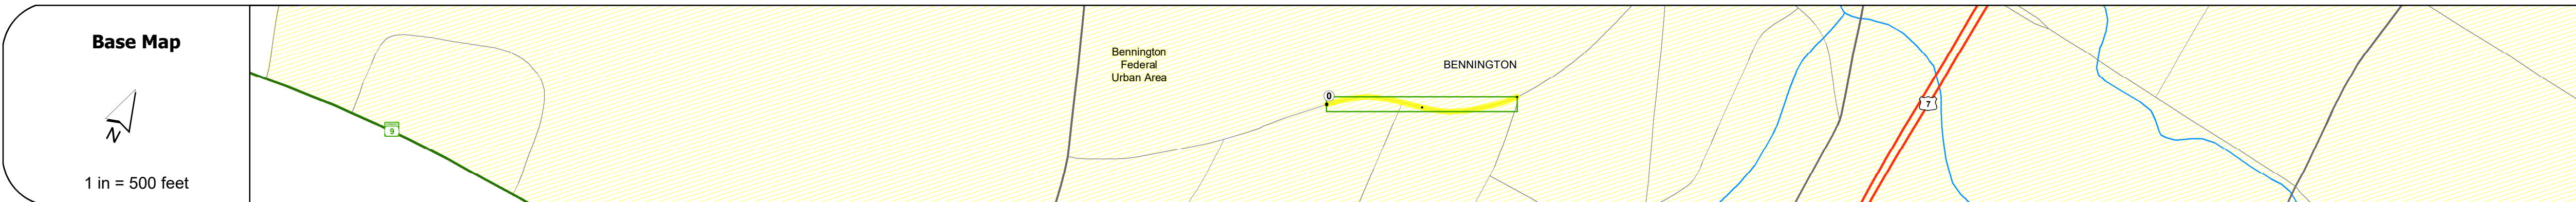 Base Map
N
1 in = 500 feet
9
Bennington
Federal
Urban Area
0
BENNINGTON
7